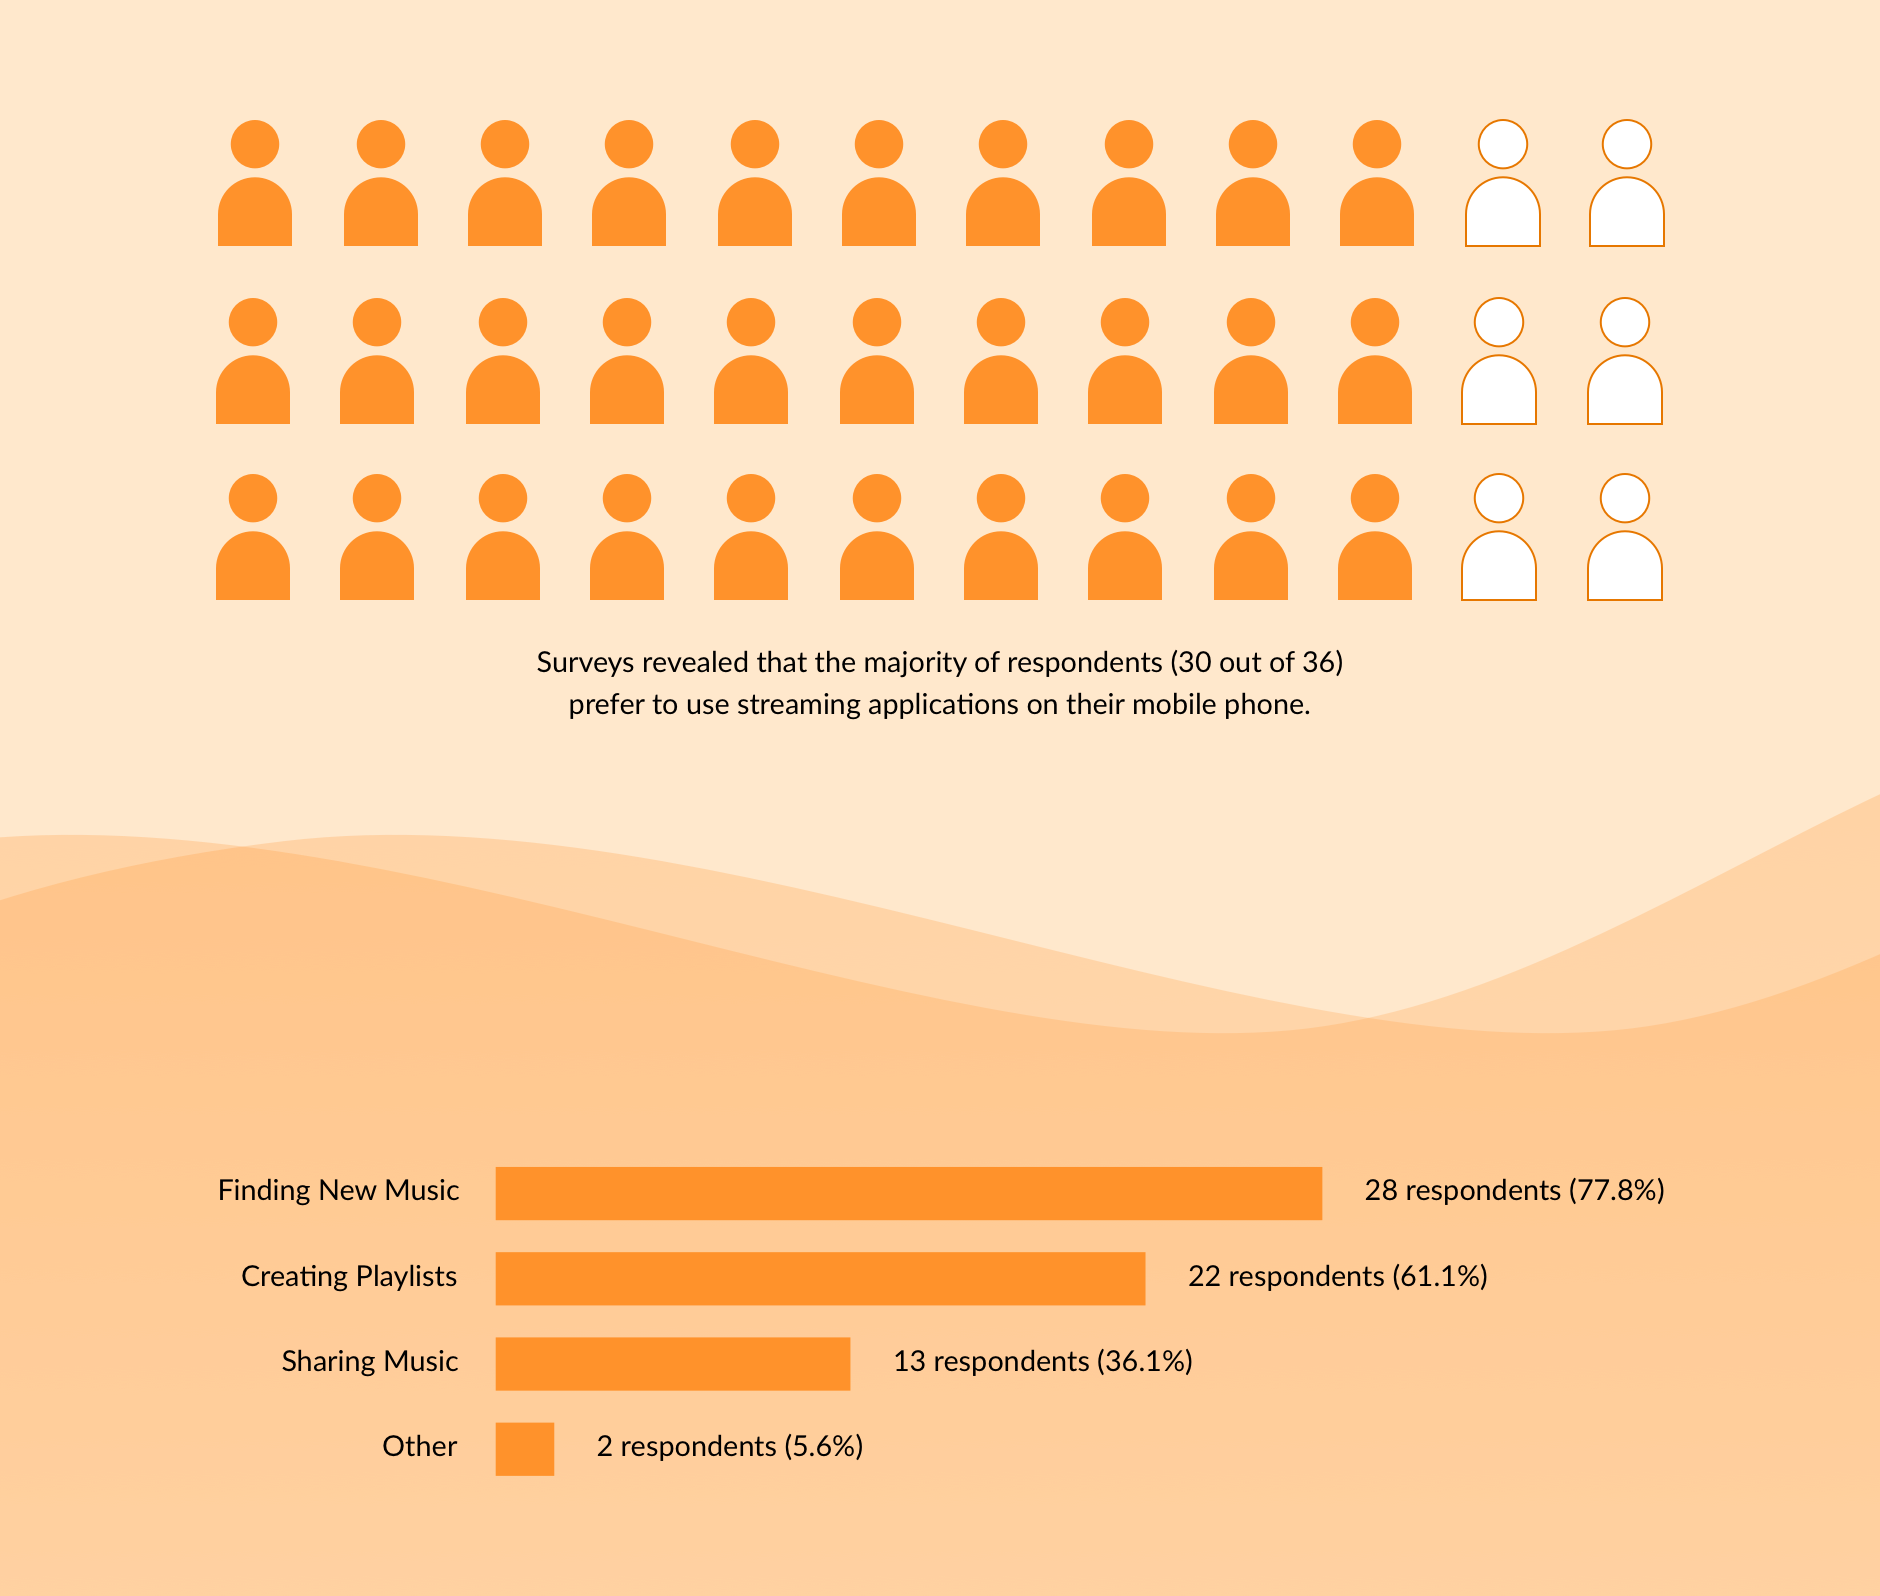 Surveys revealed that the majority of respondents (30 out of 36)
prefer to use streaming applications on their mobile phone.
Finding New Music 28 respondents (77.8%)
Creating Playlists 22 respondents (61.1%)
Sharing Music 13 respondents (36.1%)
Other 2 respondents (5.6%)